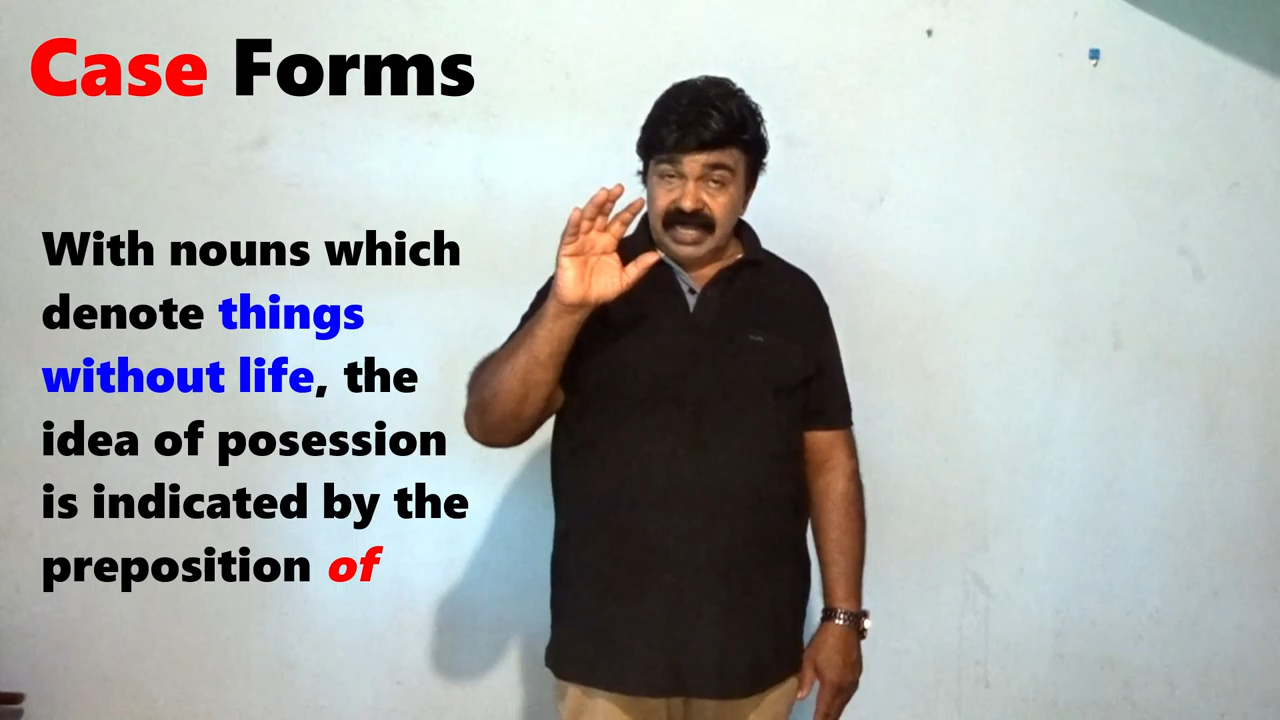 Case Forms
With nouns which
denote things
without life, the
idea of posession
is indicated by the
preposition of